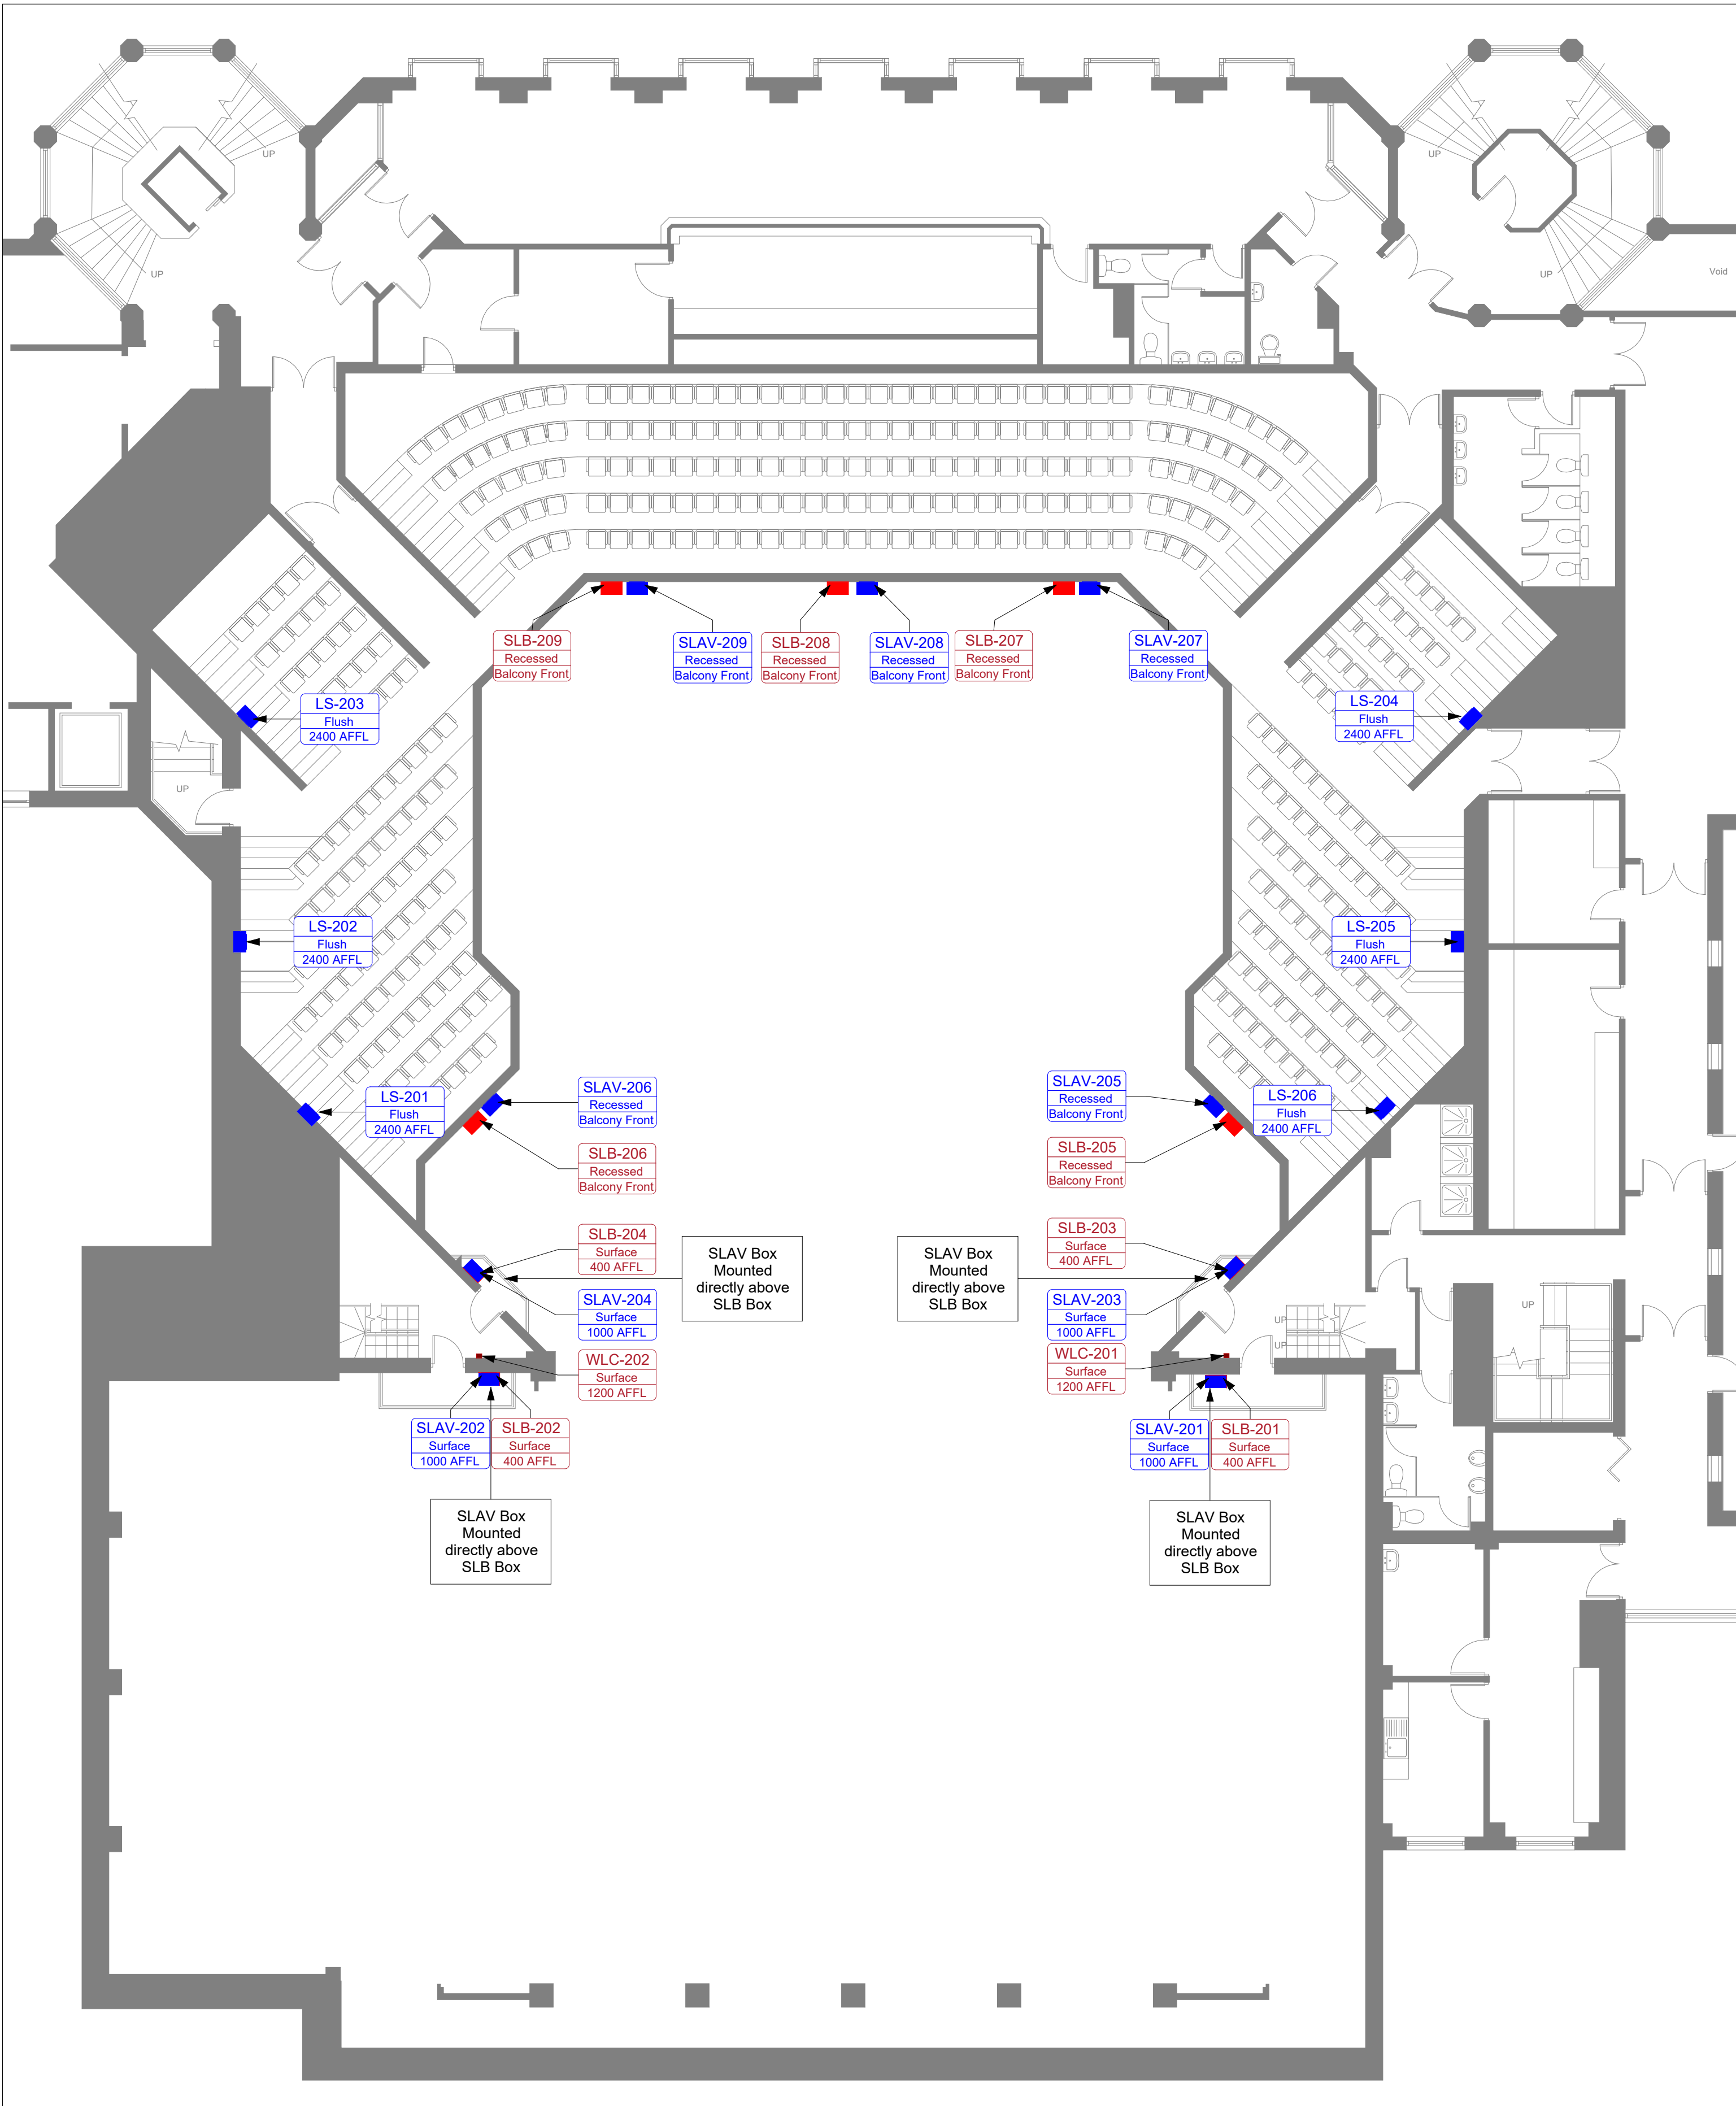 UP
UP
UP
UP
Void
SLB-209
Recessed
Balcony Front
SLAV-209
Recessed
Balcony Front
SLB-208
Recessed
Balcony Front
SLAV-208
Recessed
Balcony Front
SLB-207
Recessed
Balcony Front
SLAV-207
Recessed
Balcony Front
LS-203
Flush
2400 AFFL
LS-204
Flush
2400 AFFL
UP
LS-202
Flush
2400 AFFL
LS-205
Flush
2400 AFFL
LS-201
Flush
2400 AFFL
SLAV-206
Recessed
Balcony Front
SLAV-205
Recessed
Balcony Front
LS-206
Flush
2400 AFFL
SLB-206
Recessed
Balcony Front
SLB-205
Recessed
Balcony Front
SLB-204
Surface
400 AFFL
SLAV Box
Mounted
directly above
SLB Box
SLAV Box
Mounted
directly above
SLB Box
SLB-203
Surface
400 AFFL
SLAV-204
Surface
1000 AFFL
SLAV-203
Surface
1000 AFFL
UP
UP
UP
WLC-202
Surface
1200 AFFL
WLC-201
Surface
1200 AFFL
SLAV-202
Surface
1000 AFFL
SLB-202
Surface
400 AFFL
SLAV-201
Surface
1000 AFFL
SLB-201
Surface
400 AFFL
SLAV Box
Mounted
directly above
SLB Box
SLAV Box
Mounted
directly above
SLB Box